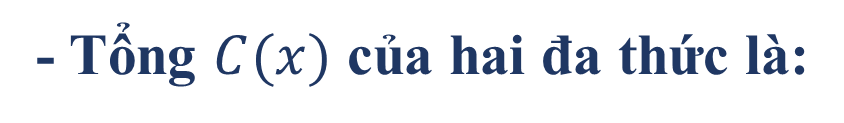 - Tổng C(x) của hai đa thức là: